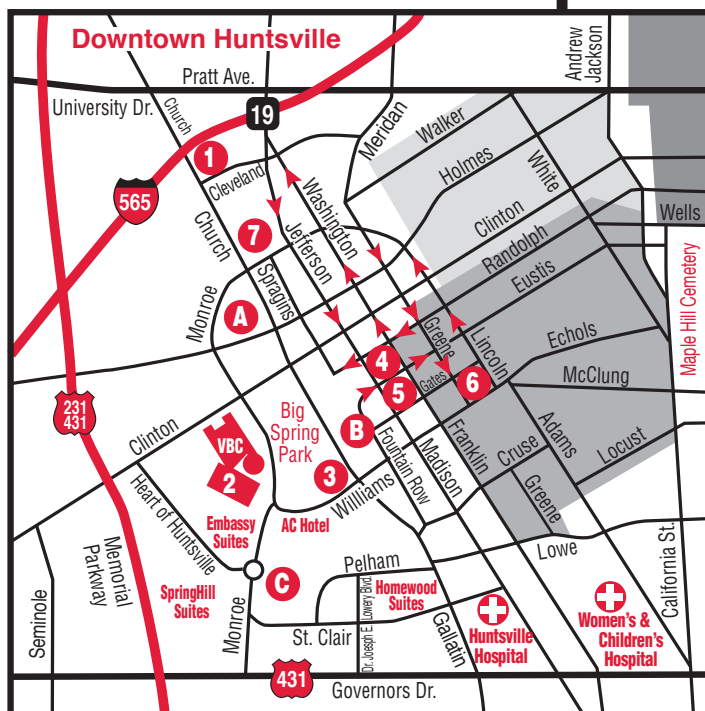 Downtown Huntsville
Andrew
Jackson
Pratt Ave.
University Dr.
Church
19
Meridan
Walker
1
Cleveland
Holmes
White
565
Washington
Church
7
Jefferson
Clinton
Wells
Randolph
Spragins
Monroe
A
Eustis
Greene
Lincoln
Echols
Maple Hill Cemetery
4
Gates
6
McClung
5
231
431
Clinton
Big
Spring
Park
B
VBC
2
3
Willliams
Fountain Row
Madison
Franklin
Cruse
Adams
Locust
Greene
Heart of Huntsville
Embassy
Suites
AC Hotel
Lowe
Memorial
Parkway
Pelham
C
SpringHill
Suites
Homewood
Suites
Dr. Joesph E. Lowery Blvd.
California St.
Seminole
Monroe
St. Clair
Gallatin
Huntsville
Hospital
Women's &
Children's
Hospital
431
Governors Dr.